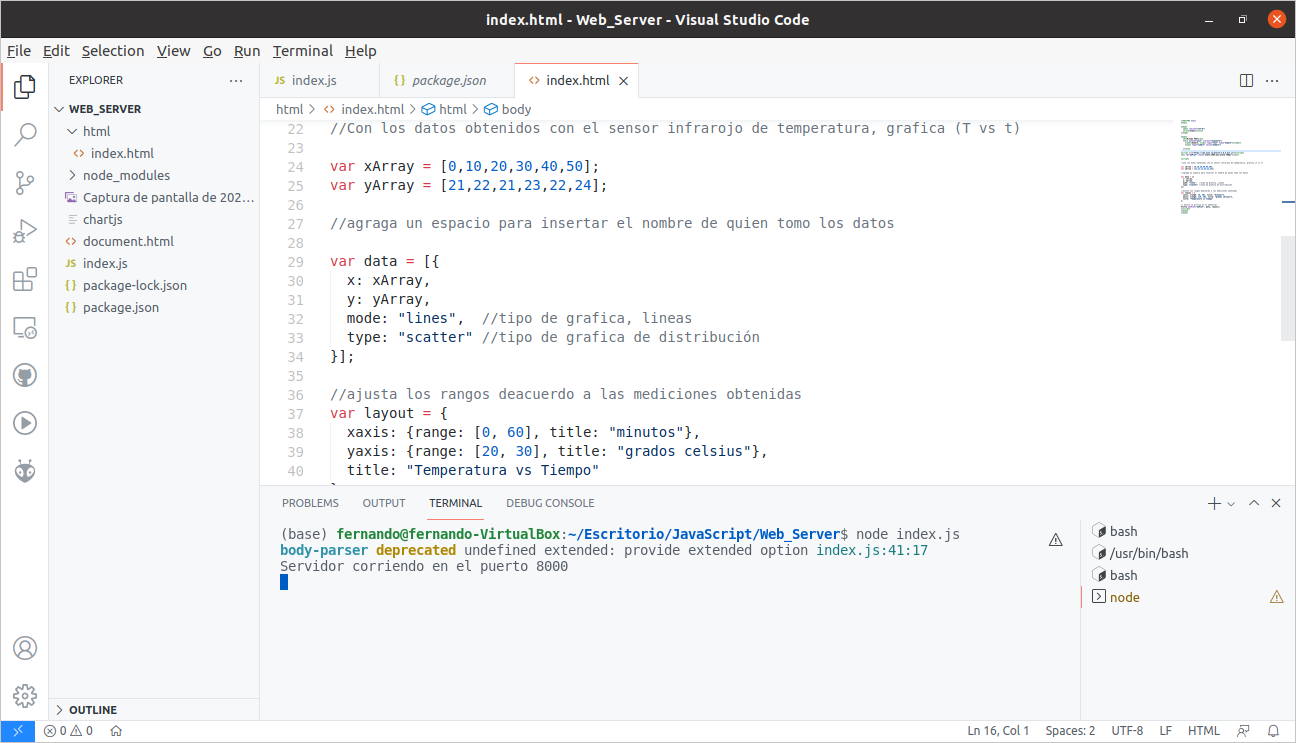 index.html - Web_Server - Visual Studio Code
File Edit Selection View Go Run Terminal Help
EXPLORER
WEB_SERVER
html
index.html
node_modules
Captura de pantalla de 202...
chartjs
document.html
JS index.js
{} package-lock.json
{} package.json
OUTLINE
JS index.js
{} package.json
index.html
html > index.html > html > body
22 //Con los datos obtenidos con el sensor infrarojo de temperatura, grafica (T vs t)
23
24 var xArray = [0,10,20,30,40,50];
25 var yArray = [21,22,21,23,22,24];
26
27 //agraga un espacio para insertar el nombre de quien tomo los datos
28
29 var data = [{
30 x: xArray,
31 y: yArray,
32 mode: "lines", //tipo de grafica, lineas
33 type: "scatter" //tipo de grafica de distribución
34 }];
35
36 //ajusta los rangos deacuerdo a las mediciones obtenidas
37 var layout = {
38 xaxis: {range: [0, 60], title: "minutos"},
39 yaxis: {range: [20, 30], title: "grados celsius"},
40 title: "Temperatura vs Tiempo"
PROBLEMS OUTPUT TERMINAL DEBUG CONSOLE
(base) fernando@fernando-VirtualBox:~/Escritorio/JavaScript/Web_Server$ node index.js
body-parser deprecated undefined extended: provide extended option index.js:41:17
Servidor corriendo en el puerto 8000
bash
/usr/bin/bash
bash
node
0 0
Ln 16, Col 1 Spaces: 2 UTF-8 LF HTML